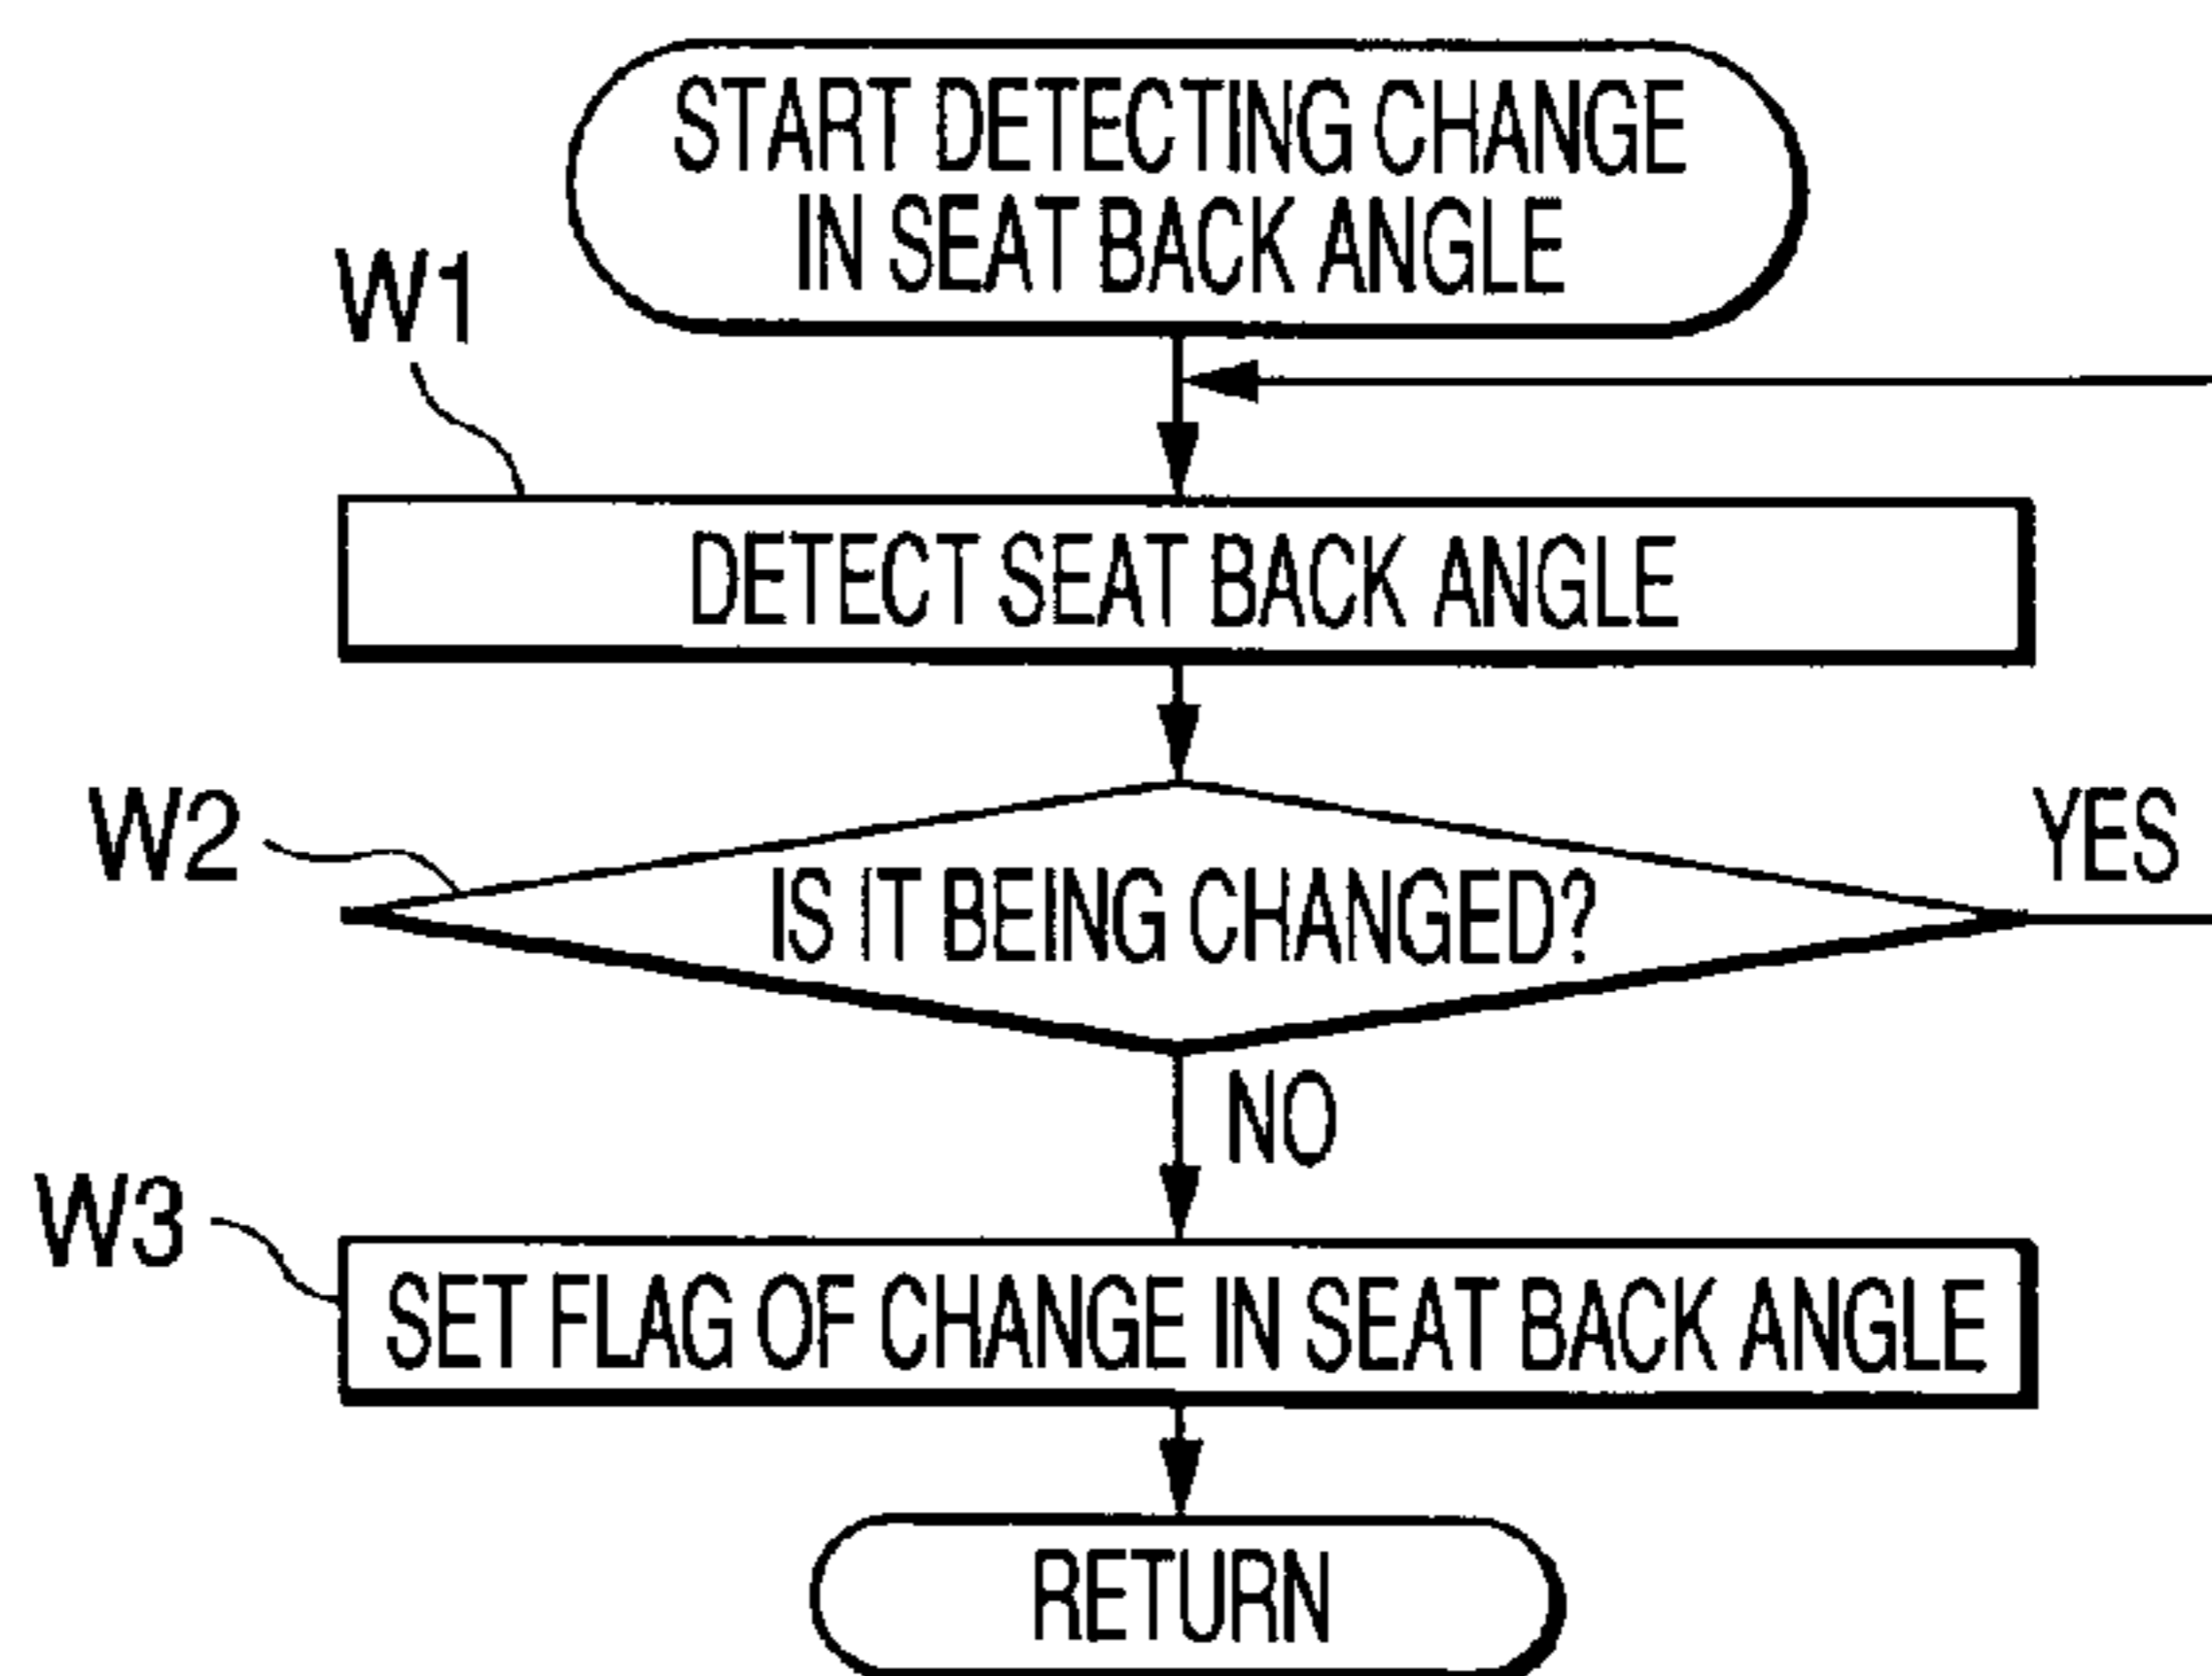 START DETECTING CHANGE
IN SEAT BACK ANGLE
W1
DETECT SEAT BACK ANGLE
W2
IS IT BEING CHANGED?
YES
NO
W3
SET FLAG OF CHANGE IN SEAT BACK ANGLE
RETURN